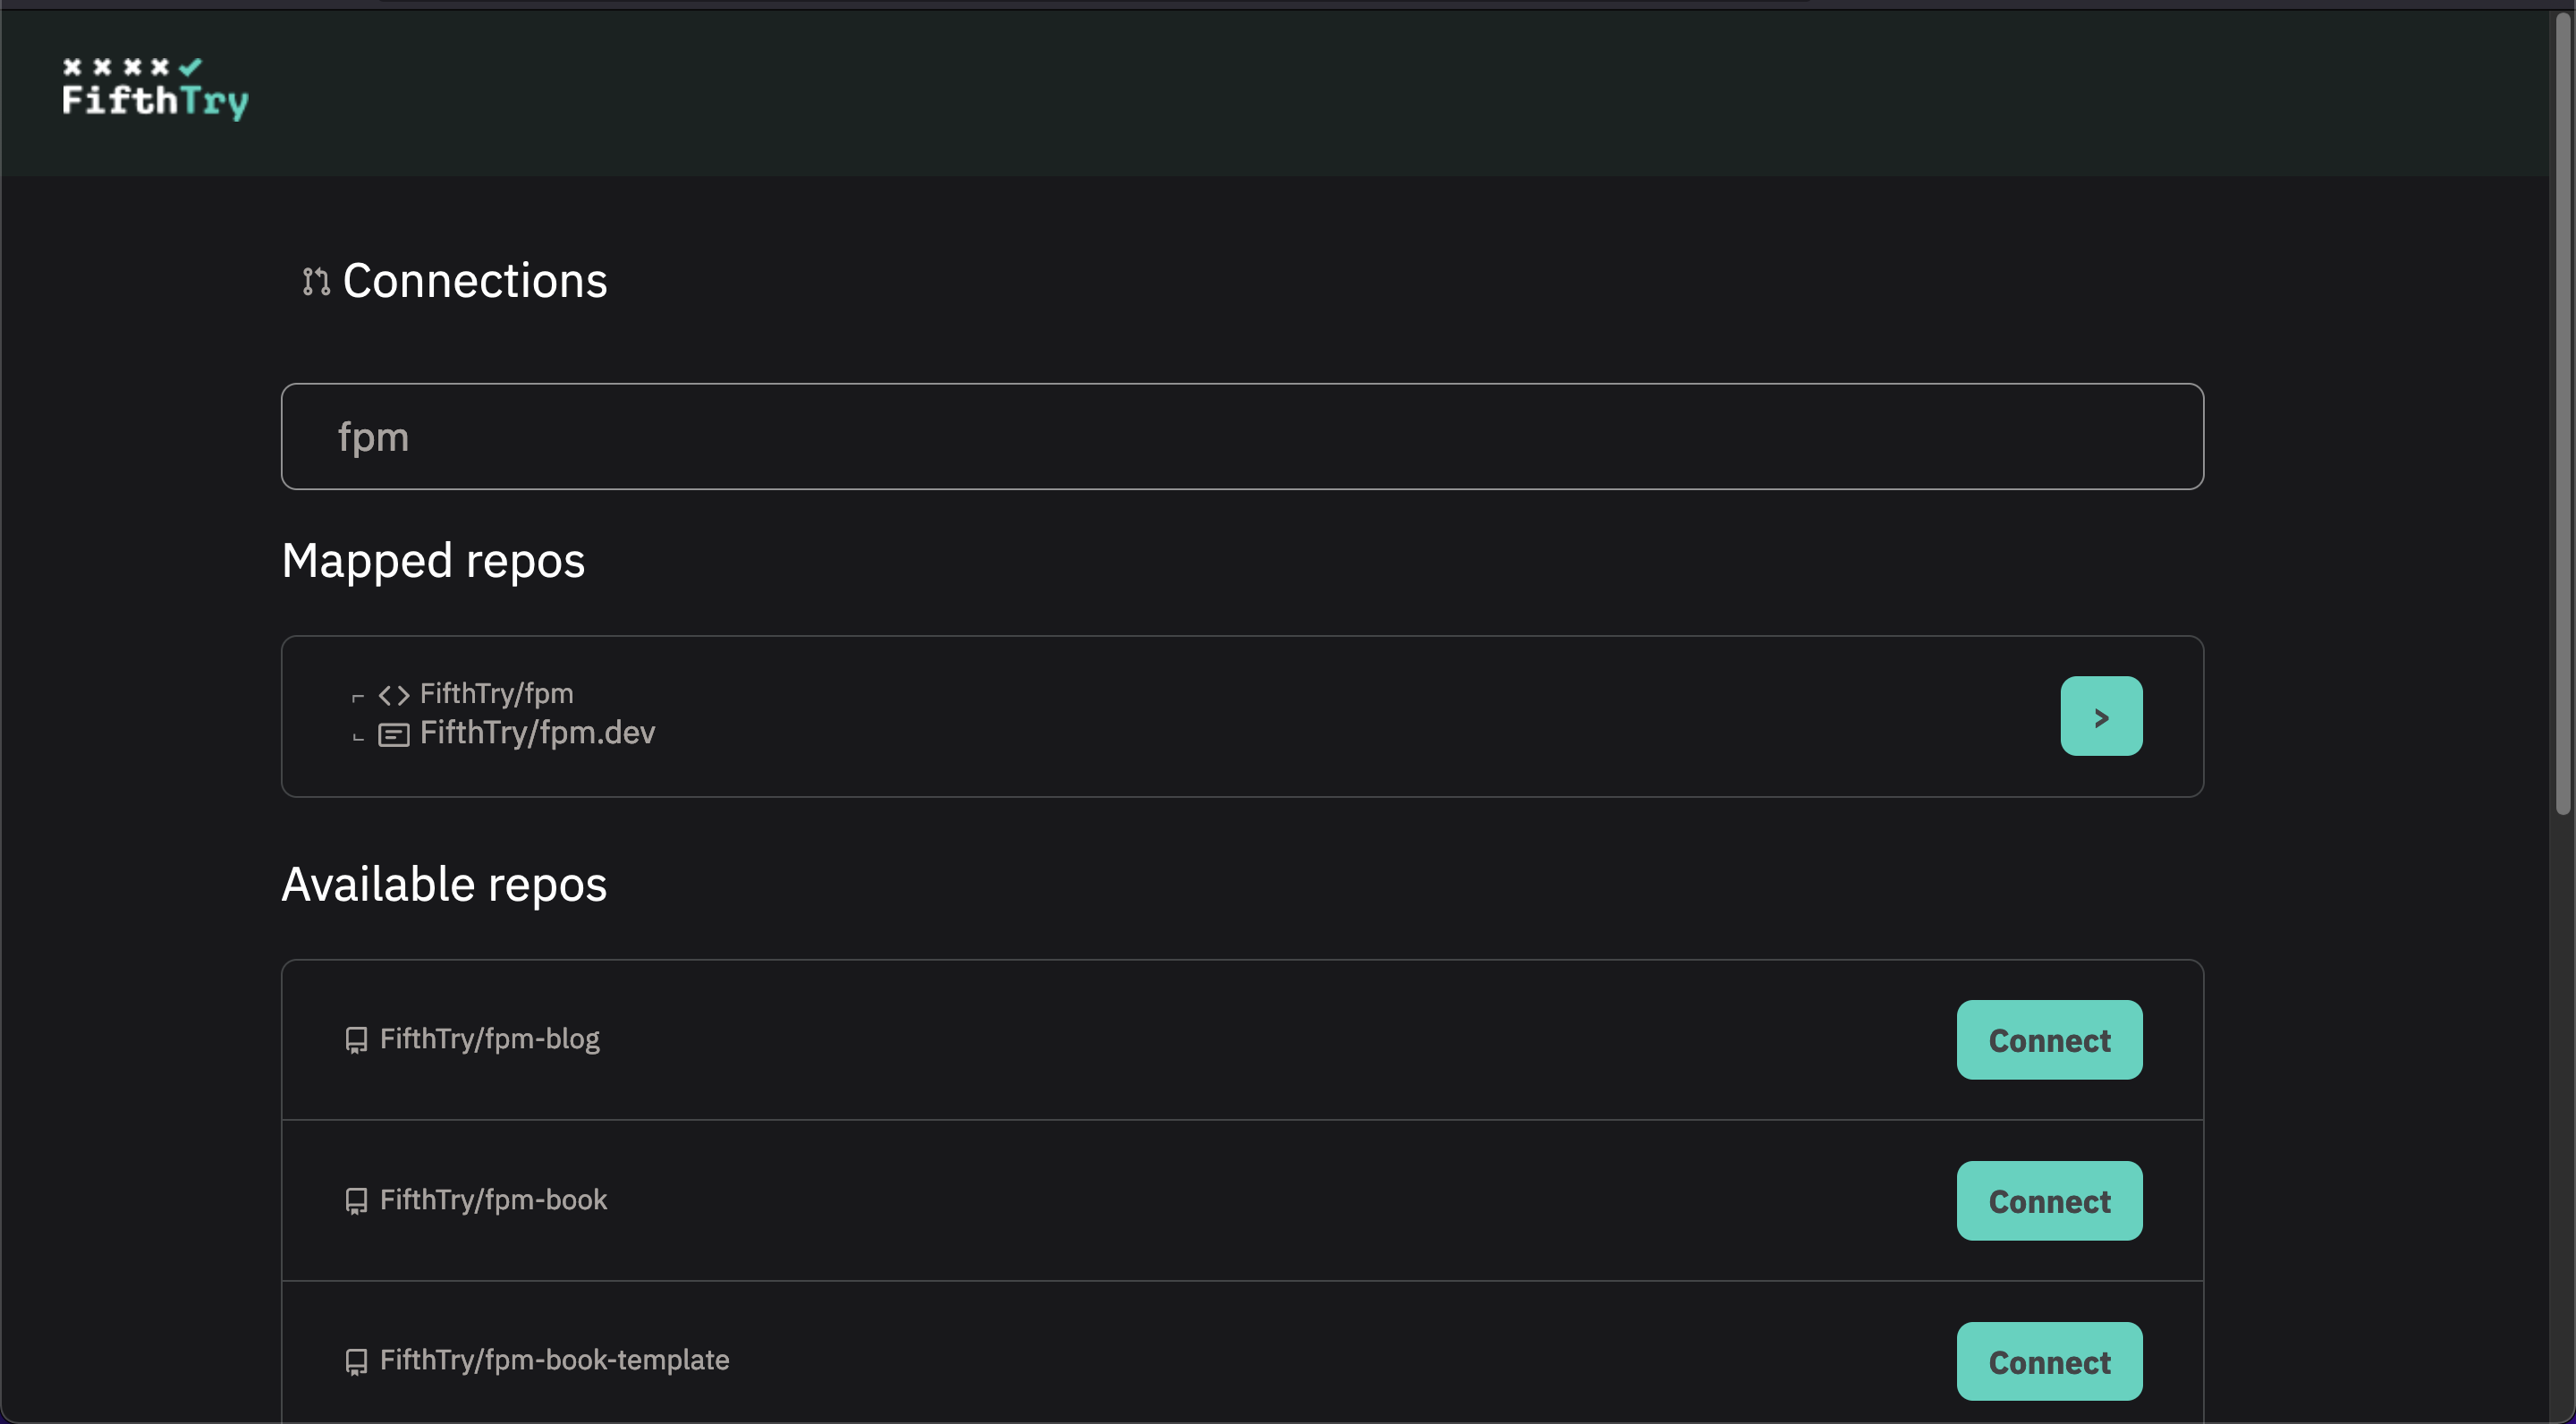 FifthTry
Connections
fpm
Mapped repos
FifthTry/fpm
FifthTry/fpm.dev
>
Available repos
FifthTry/fpm-blog
Connect
FifthTry/fpm-book
Connect
FifthTry/fpm-book-template
Connect